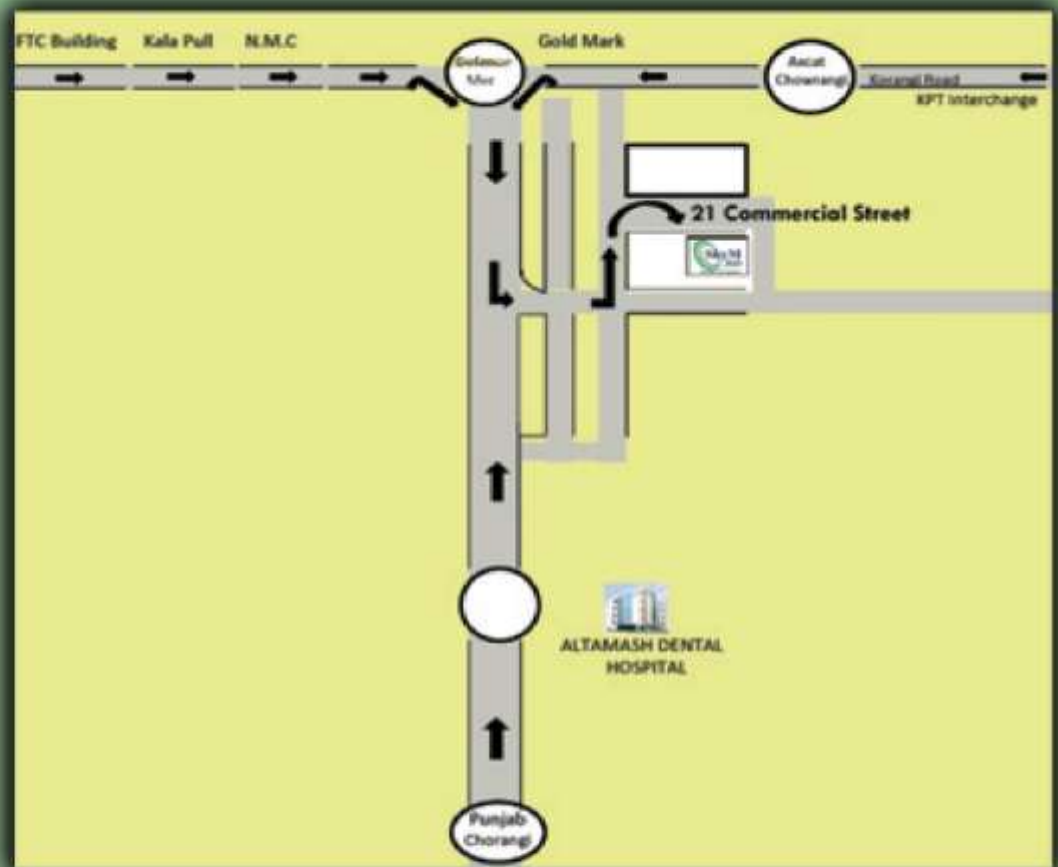 FTC Building Kala Pull N.M.C Gold Mark
Chowrangi Korangi Road
KPT Interchange
21 Commercial Street
ALTAMASH DENTAL
HOSPITAL
Punjab
Chorangi